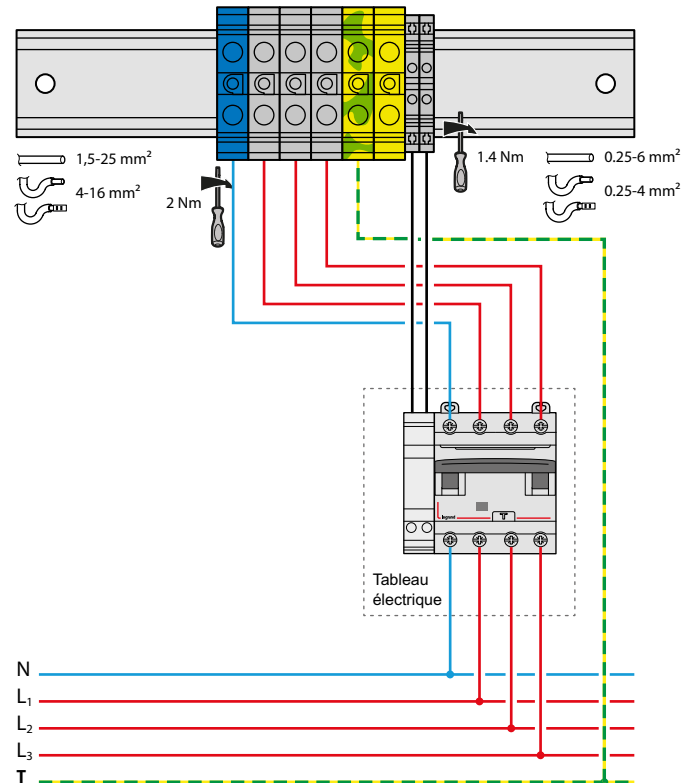 1,5-25 mm²
4-16 mm²
2 Nm
1.4 Nm
0.25-6 mm²
0.25-4 mm²
legrand
T
Tableau
électrique
N
L₁
L₂
L₃
T